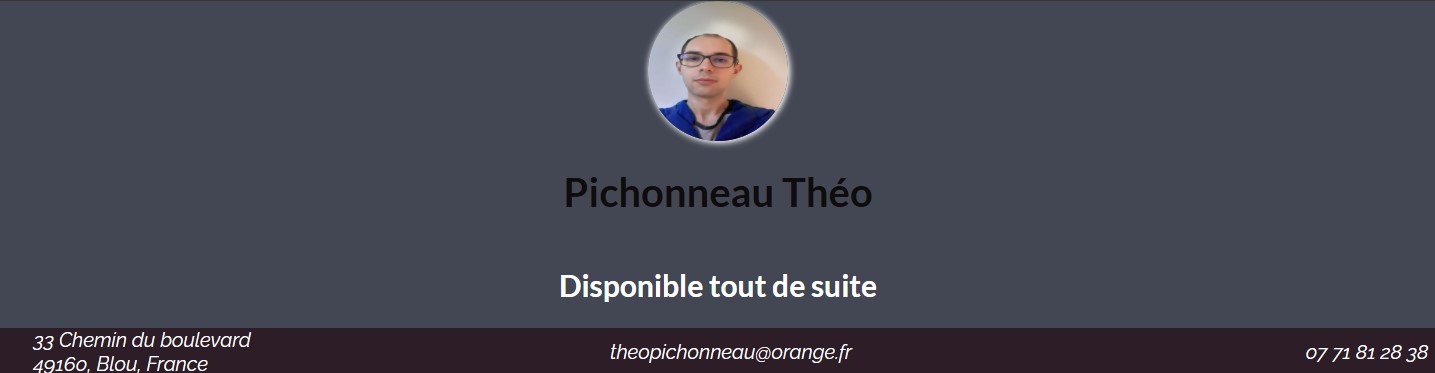 Pichonneau Théo
Disponible tout de suite
33 Chemin du boulevard
49160, Blou, France
theopichonneau@orange.fr
07 71 81 28 38